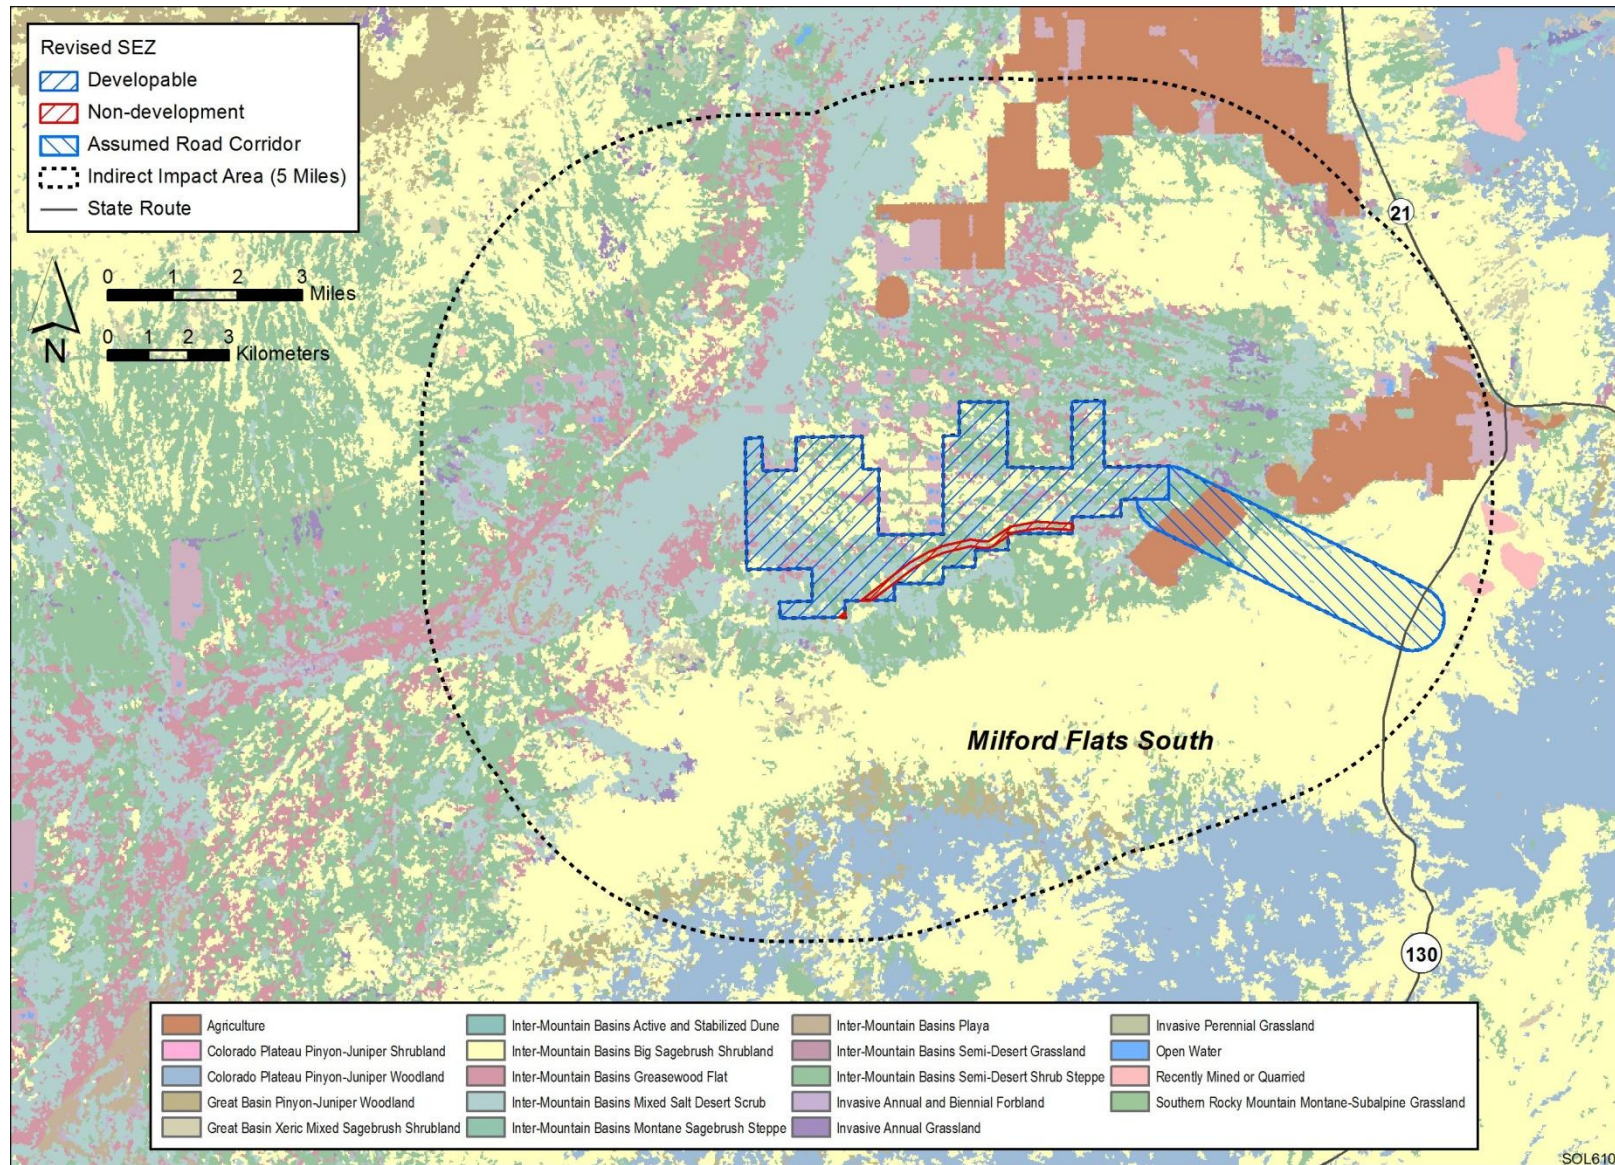 Revised SEZ
Developable
Non-development
Assumed Road Corridor
Indirect Impact Area (5 Miles)
State Route
21
0 1 2 3
Miles
0 1 2 3
Kilometers
N
Milford Flats South
130
Agriculture
Colorado Plateau Pinyon-Juniper Shrubland
Colorado Plateau Pinyon-Juniper Woodland
Great Basin Pinyon-Juniper Woodland
Great Basin Xeric Mixed Sagebrush Shrubland
Inter-Mountain Basins Active and Stabilized Dune
Inter-Mountain Basins Big Sagebrush Shrubland
Inter-Mountain Basins Greasewood Flat
Inter-Mountain Basins Mixed Salt Desert Scrub
Inter-Mountain Basins Montane Sagebrush Steppe
Inter-Mountain Basins Playa
Inter-Mountain Basins Semi-Desert Grassland
Inter-Mountain Basins Semi-Desert Shrub Steppe
Invasive Annual and Biennial Forbland
Invasive Annual Grassland
Invasive Perennial Grassland
Open Water
Recently Mined or Quarried
Southern Rocky Mountain Montane-Subalpine Grassland
SOL610